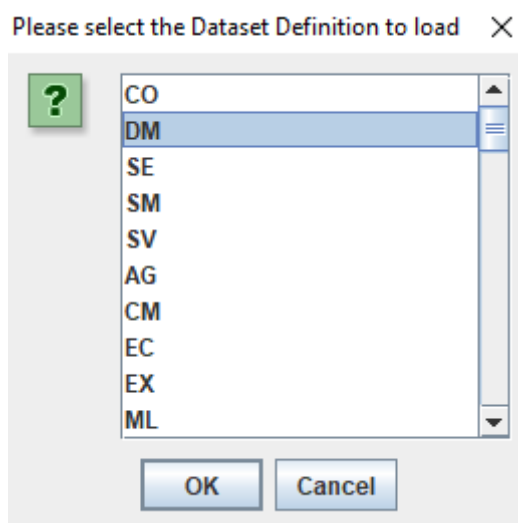 Please select the Dataset Definition to load
?
CO
DM
SE
SM
SV
AG
CM
EC
EX
ML
OK Cancel